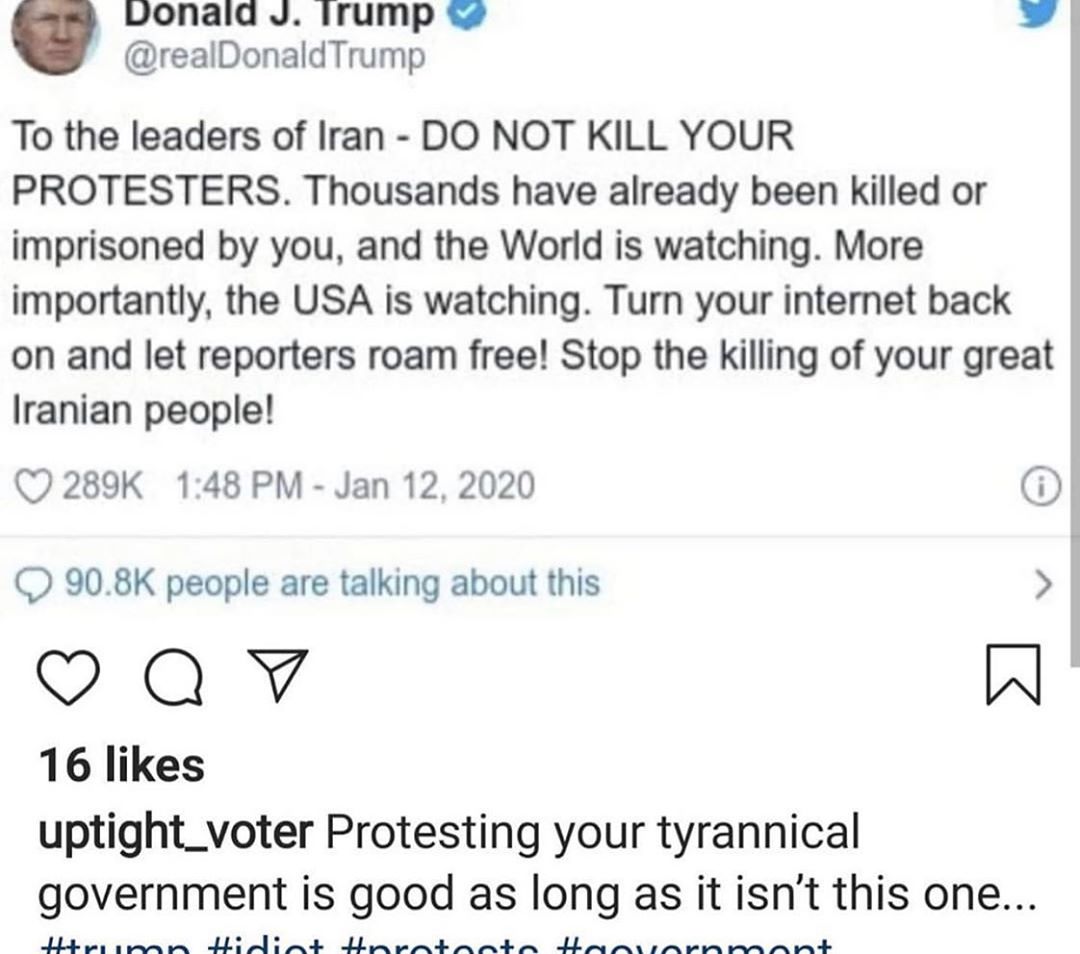 Donald J. Trump
@realDonaldTrump
To the leaders of Iran - DO NOT KILL YOUR
PROTESTERS. Thousands have already been killed or
imprisoned by you, and the World is watching. More
importantly, the USA is watching. Turn your internet back
on and let reporters roam free! Stop the killing of your great
Iranian people!
289K 1:48 PM - Jan 12, 2020
90.8K people are talking about this
16 likes
uptight_voter Protesting your tyrannical
government is good as long as it isn't this one...
#trump #idiot #protests #government